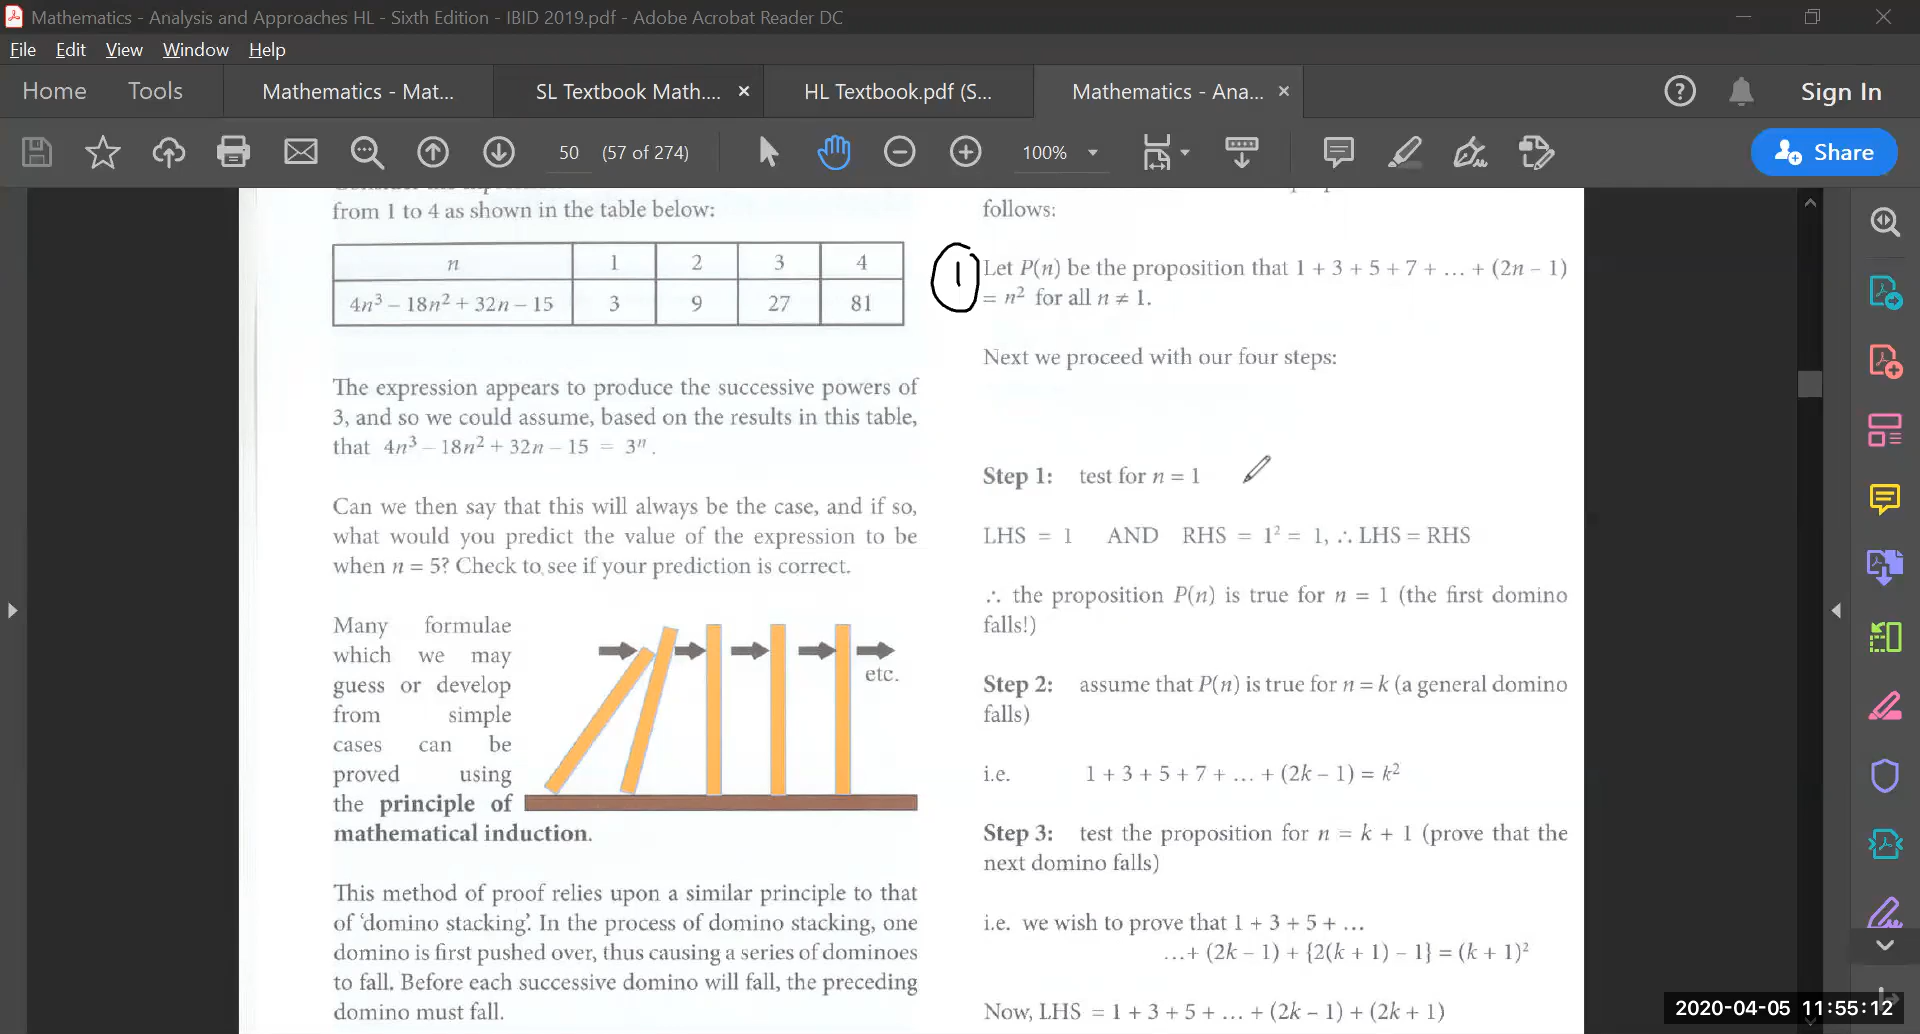 Mathematics - Analysis and Approaches HL - Sixth Edition - IBID 2019.pdf - Adobe Acrobat Reader DC
File Edit View Window Help
Home Tools Mathematics - Mat... SL Textbook Math.... × HL Textbook.pdf (S... Mathematics - Ana... × ? Sign In
50 (57 of 274) 100% Share
from 1 to 4 as shown in the table below:
n 1 2 3 4
4n³ – 18n² + 32n – 15 3 9 27 81
The expression appears to produce the successive powers of
3, and so we could assume, based on the results in this table,
that 4n³ – 18n² + 32n – 15 = 3ⁿ.
Can we then say that this will always be the case, and if so,
what would you predict the value of the expression to be
when n = 5? Check to see if your prediction is correct.
Many formulae
which we may
guess or develop
from simple
cases can be
proved using
the principle of
mathematical induction.
etc.
This method of proof relies upon a similar principle to that
of ‘domino stacking’. In the process of domino stacking, one
domino is first pushed over, thus causing a series of dominoes
to fall. Before each successive domino will fall, the preceding
domino must fall.
follows:
1
Let P(n) be the proposition that 1 + 3 + 5 + 7 + … + (2n – 1)
= n² for all n ≠ 1.
Next we proceed with our four steps:
Step 1: test for n = 1
LHS = 1 AND RHS = 1² = 1, ∴ LHS = RHS
∴ the proposition P(n) is true for n = 1 (the first domino
falls!)
Step 2: assume that P(n) is true for n = k (a general domino
falls)
i.e. 1 + 3 + 5 + 7 + … + (2k – 1) = k²
Step 3: test the proposition for n = k + 1 (prove that the
next domino falls)
i.e. we wish to prove that 1 + 3 + 5 + …
…+ (2k – 1) + {2(k + 1) – 1} = (k + 1)²
Now, LHS = 1 + 3 + 5 + … + (2k – 1) + (2k + 1)
2020-04-05 11:55:12